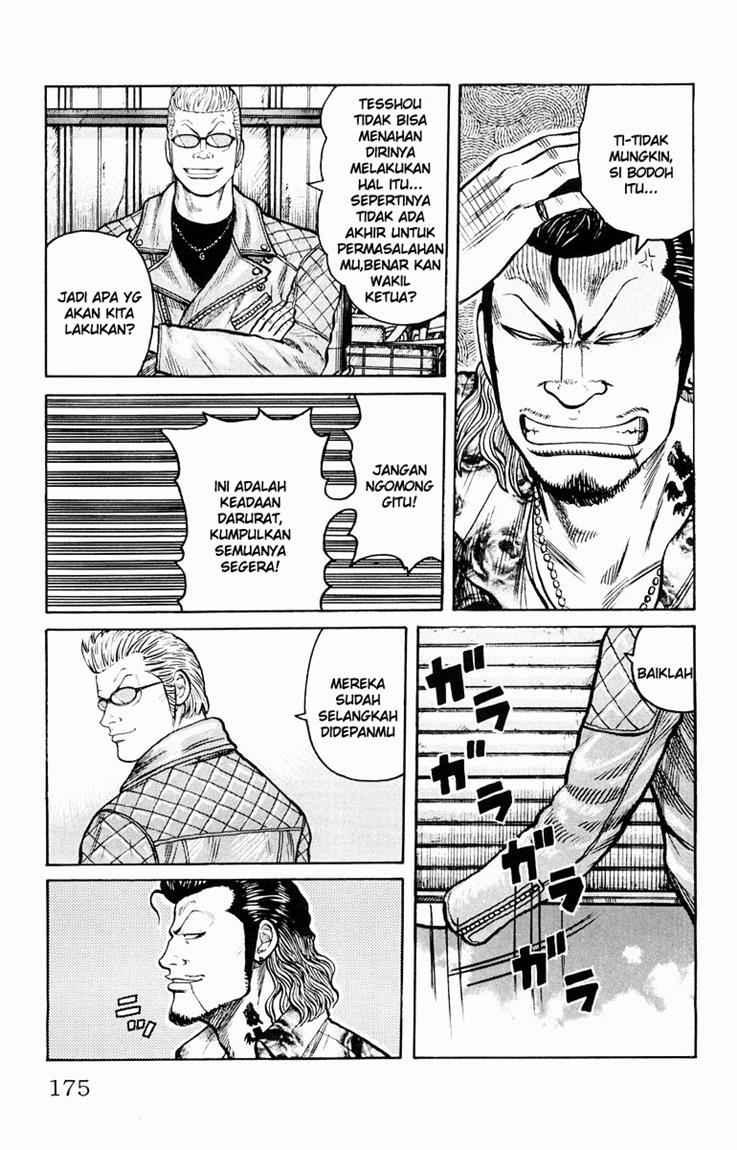 TI-TIDAK
MUNGKIN,
SI BODOH
ITU...
TESSHOU
TIDAK BISA
MENAHAN
DIRINYA
MELAKUKAN
HAL ITU...
SEPERTINYA
TIDAK ADA
AKHIR UNTUK
PERMASALAHAN
MU,BENAR KAN
WAKIL
KETUA?
JADI APA YG
AKAN KITA
LAKUKAN?
JANGAN
NGOMONG
GITU!
INI ADALAH
KEADAAN
DARURAT,
KUMPULKAN
SEMUANYA
SEGERA!
BAIKLAH
ガラ
ガラ
ガラ
ガラ
MEREKA
SUDAH
SELANGKAH
DIDEPANMU
175